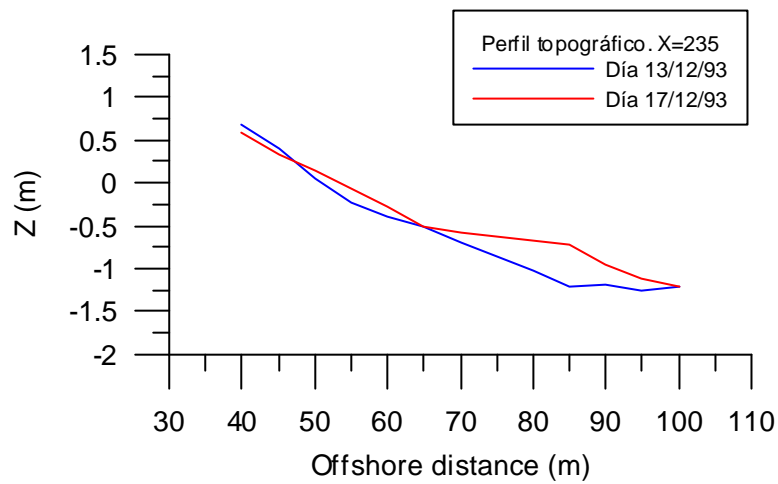 Perfil topográfico. X=235
Día 13/12/93
Día 17/12/93
1.5
1
0.5
0
-0.5
-1
-1.5
-2
Z (m)
30 40 50 60 70 80 90 100 110
Offshore distance (m)